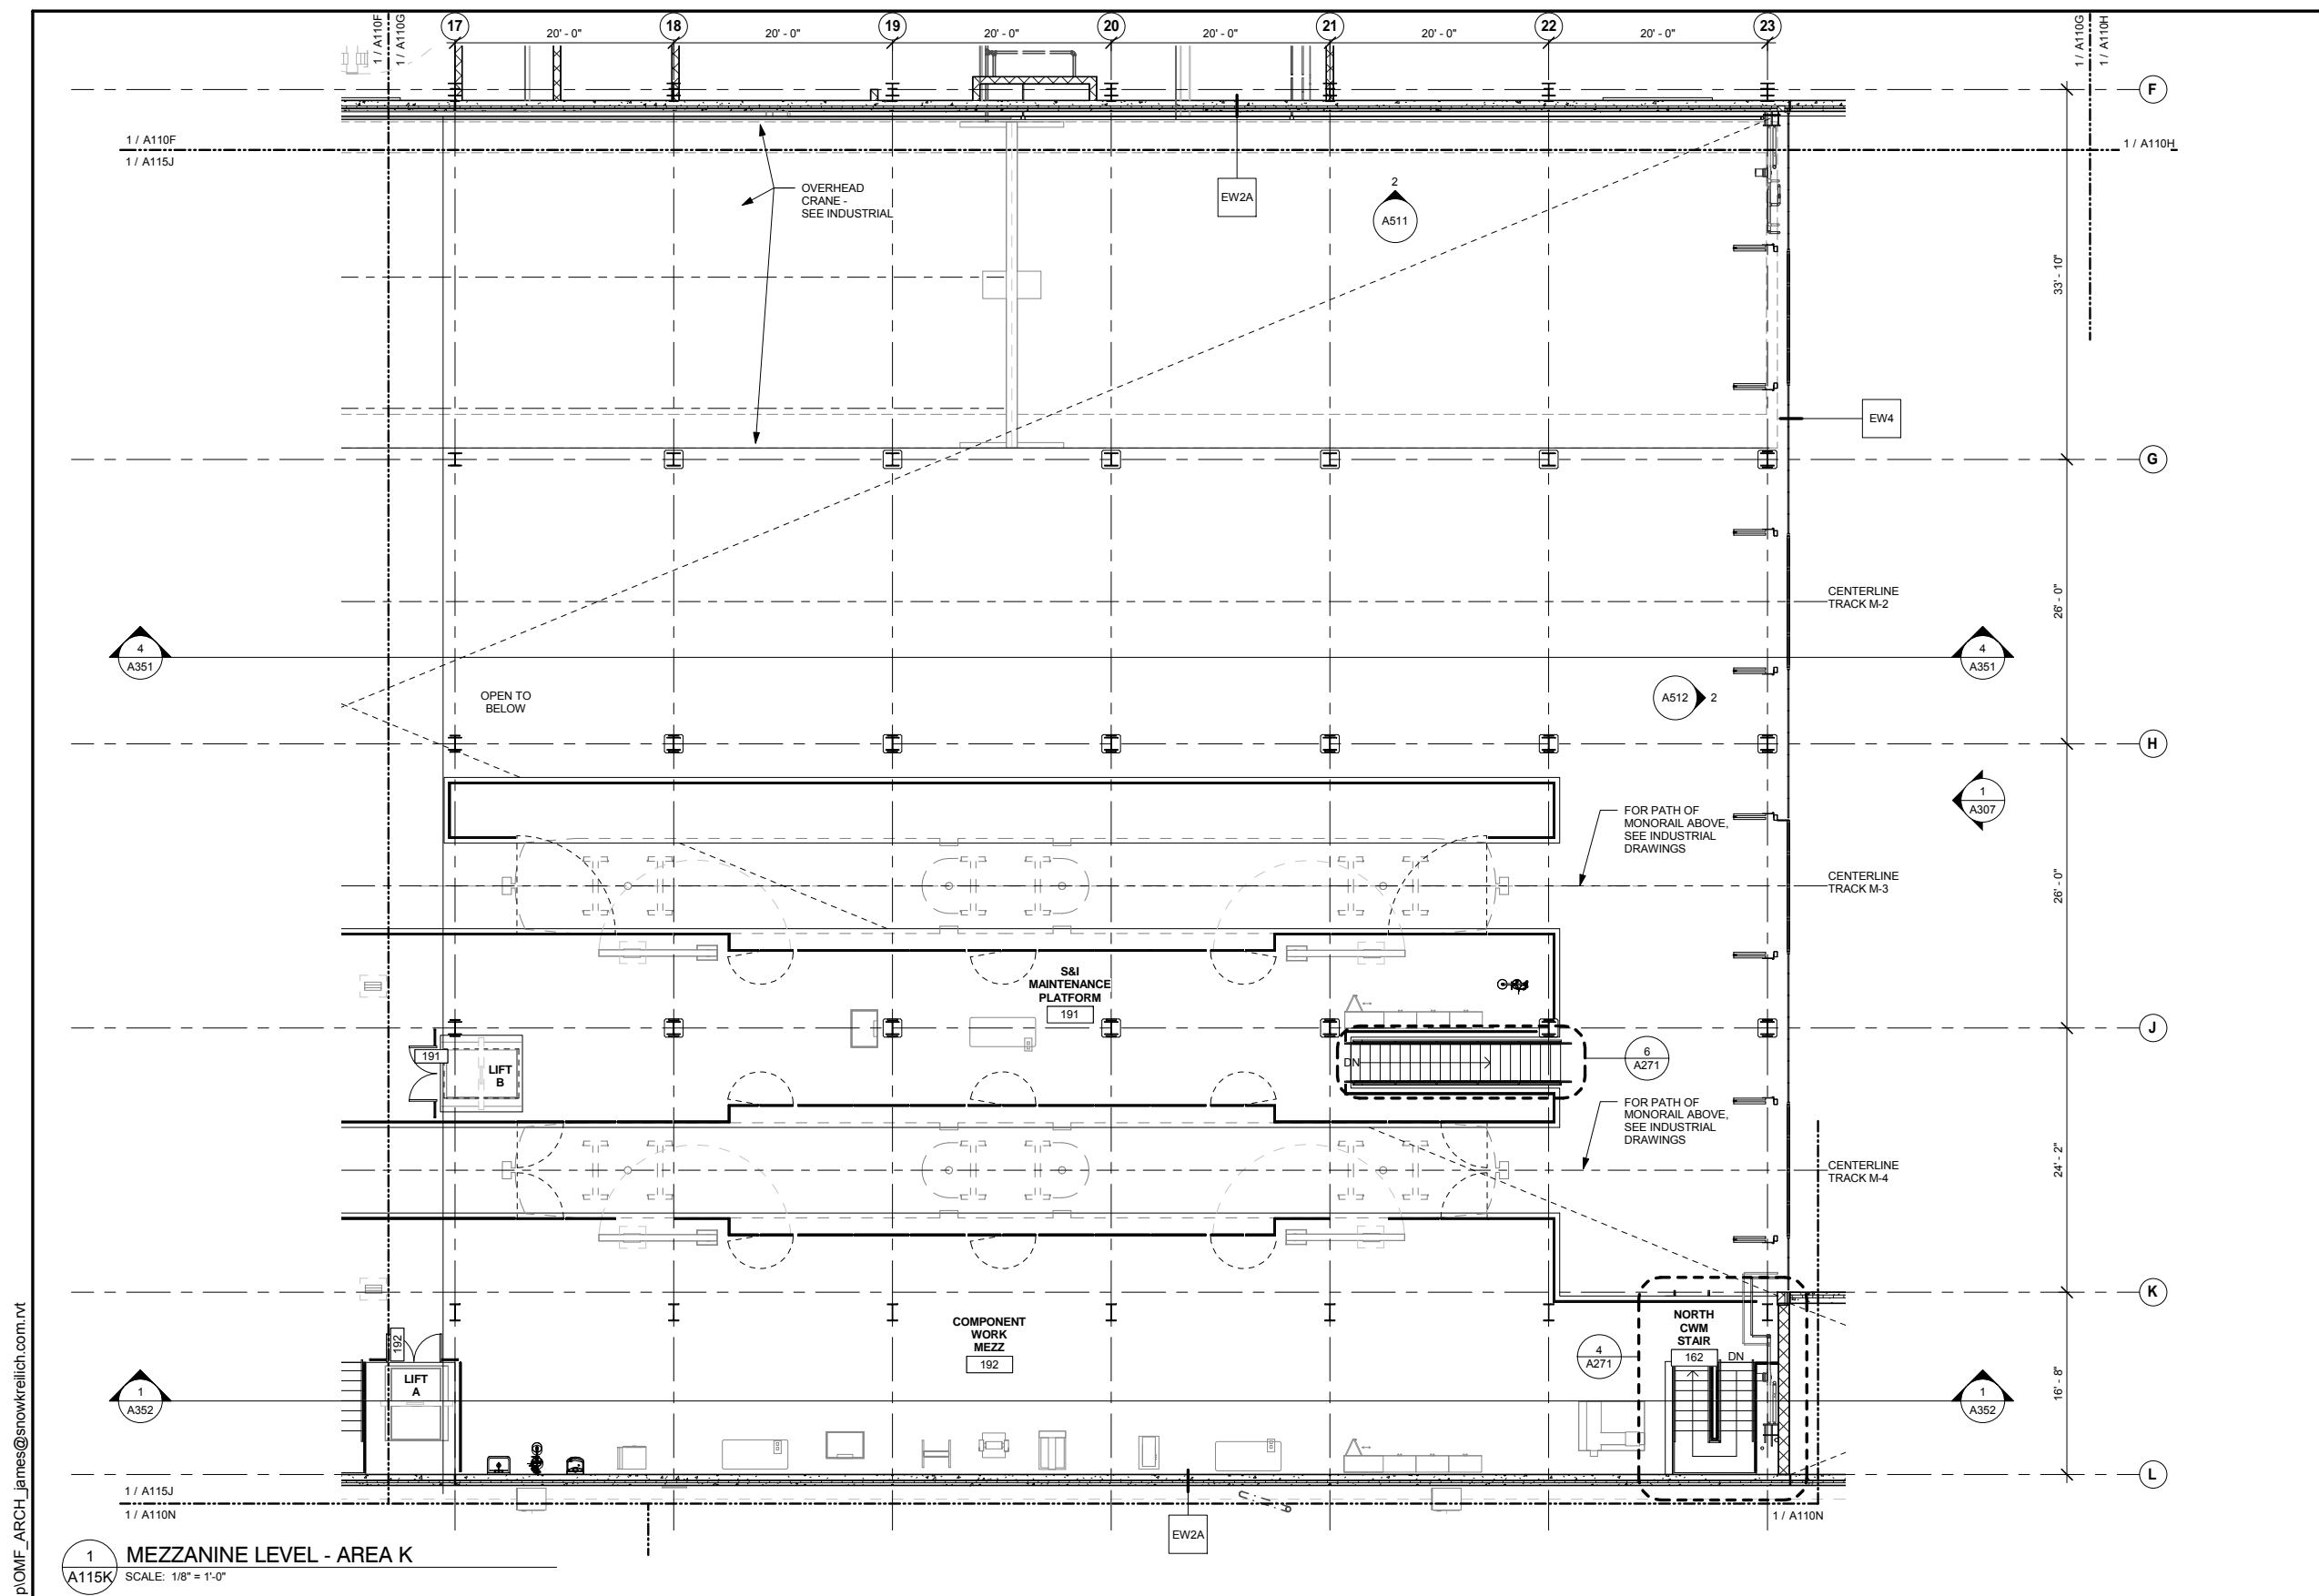 1 / A110F
1 / A110G
17
18
19
20
21
22
23
20' - 0"
20' - 0"
20' - 0"
20' - 0"
20' - 0"
20' - 0"
1 / A110G
1 / A110H
F
1 / A110F
1 / A115J
1 / A110H
OVERHEAD
CRANE -
SEE INDUSTRIAL
EW2A
2
A511
33' - 10"
EW4
G
CENTERLINE
TRACK M-2
26' - 0"
4
A351
4
A351
OPEN TO
BELOW
A512
2
H
FOR PATH OF
MONORAIL ABOVE,
SEE INDUSTRIAL
DRAWINGS
1
A307
CENTERLINE
TRACK M-3
26' - 0"
S&I
MAINTENANCE
PLATFORM
191
J
191
LIFT
B
DN
6
A271
FOR PATH OF
MONORAIL ABOVE,
SEE INDUSTRIAL
DRAWINGS
CENTERLINE
TRACK M-4
24' - 2"
K
COMPONENT
WORK
MEZZ
192
NORTH
CWM
STAIR
162
DN
192
LIFT
A
4
A271
1
A352
1
A352
16' - 8"
L
1 / A115J
1 / A110N
1 / A110N
EW2A
1
A115K
MEZZANINE LEVEL - AREA K
SCALE: 1/8" = 1'-0"
p\OMF_ARCH_james@snowkreilich.com.rvt